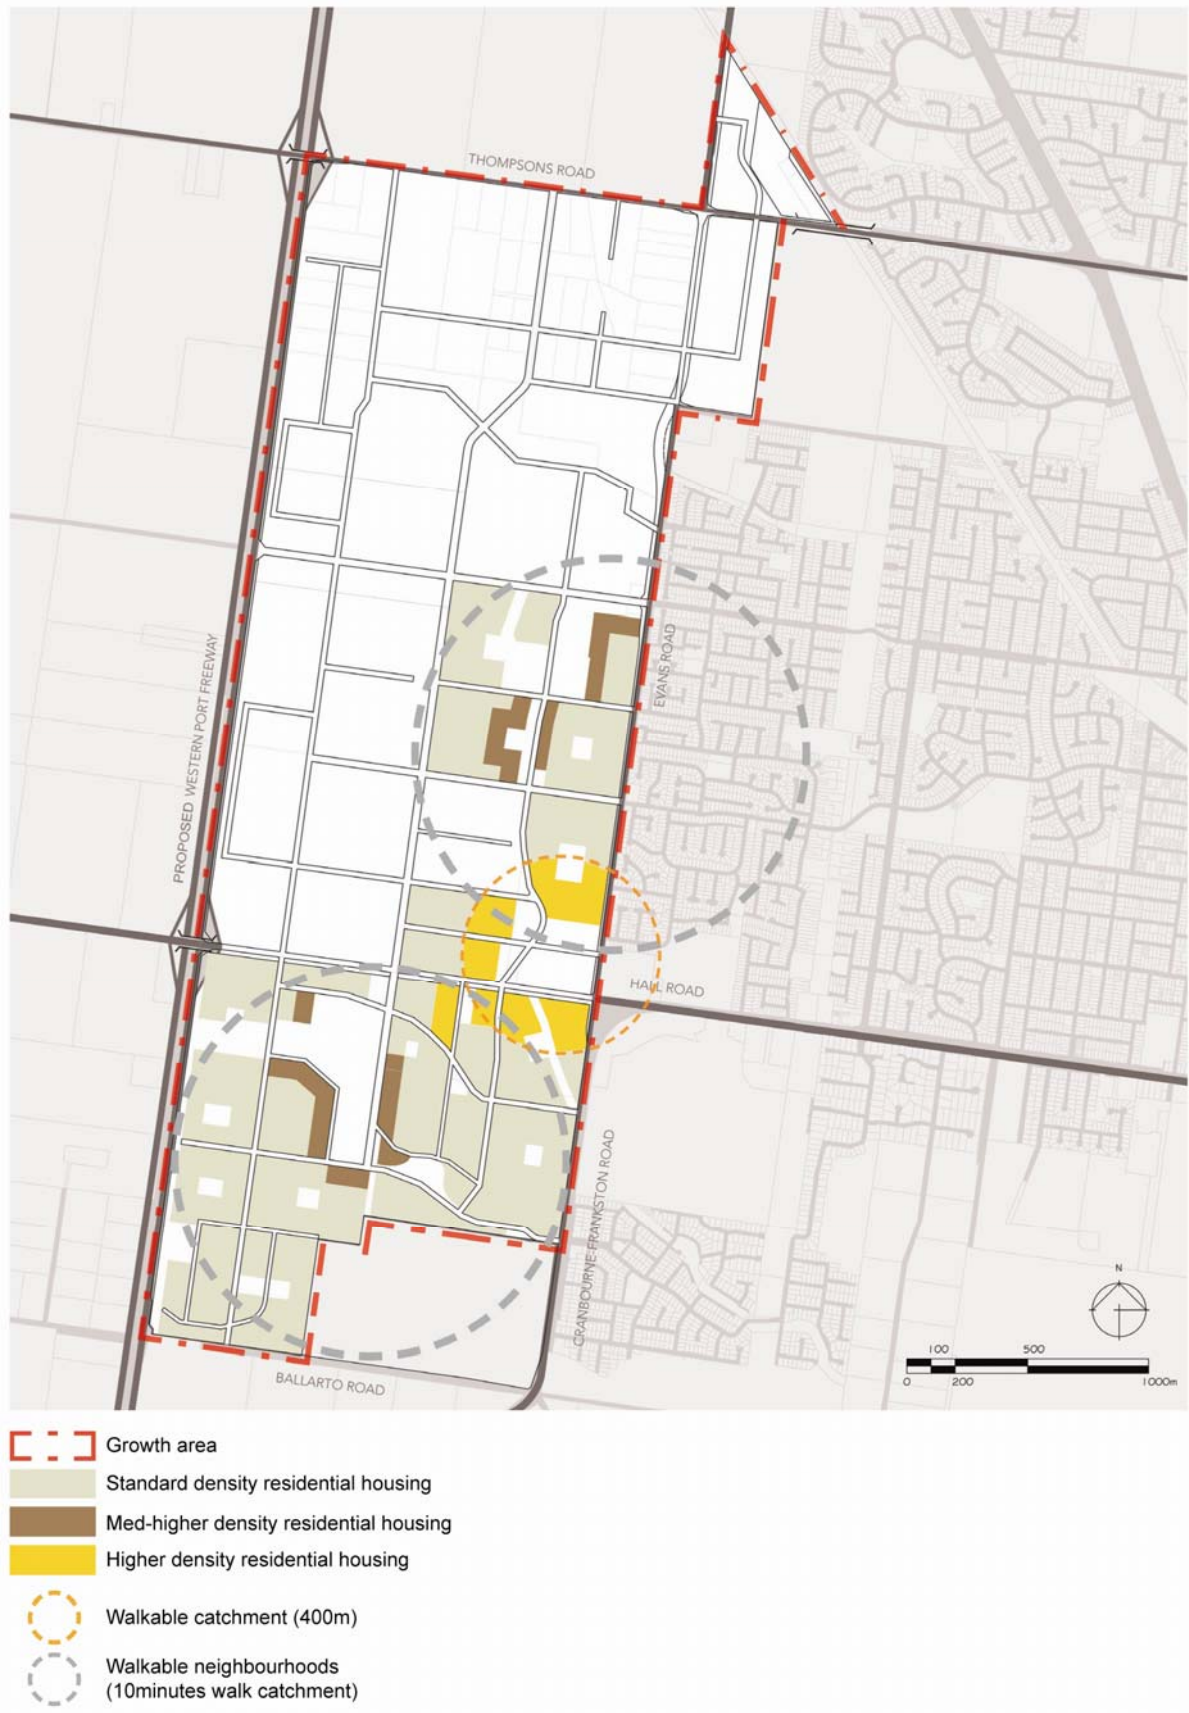 THOMPSONS ROAD
EVANS ROAD
PROPOSED WESTERN PORT FREEWAY
HALL ROAD
CRANBOURNE-FRANKSTON ROAD
BALLARTO ROAD
N
100 500
0 200 1000m
Growth area
Standard density residential housing
Med-higher density residential housing
Higher density residential housing
Walkable catchment (400m)
Walkable neighbourhoods
(10minutes walk catchment)